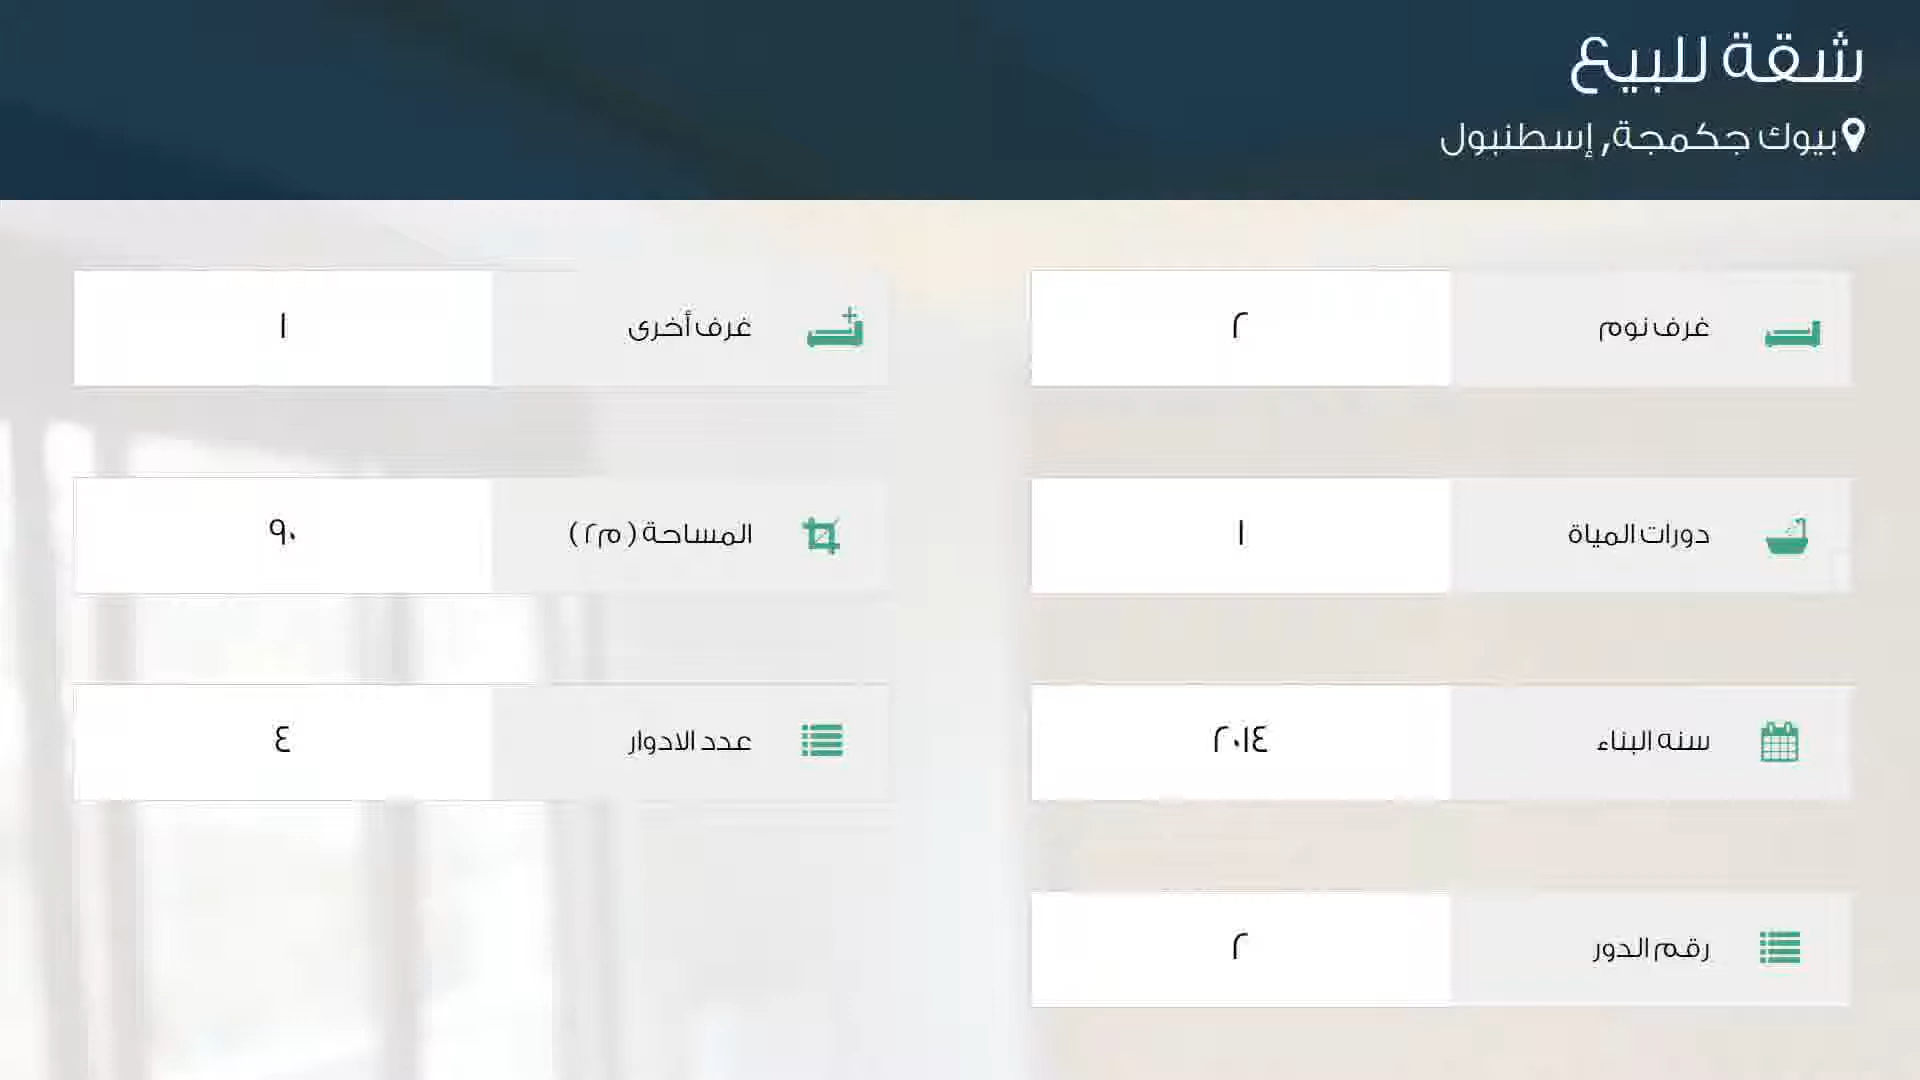 شقة للبيع
بيوك جكمجة, إسطنبول
غرف نوم ٢
غرف أخرى ١
دورات المياة ١
المساحة (م٢) ٩٠
سنه البناء ٢٠١٤
عدد الادوار ٤
رقم الدور ٢